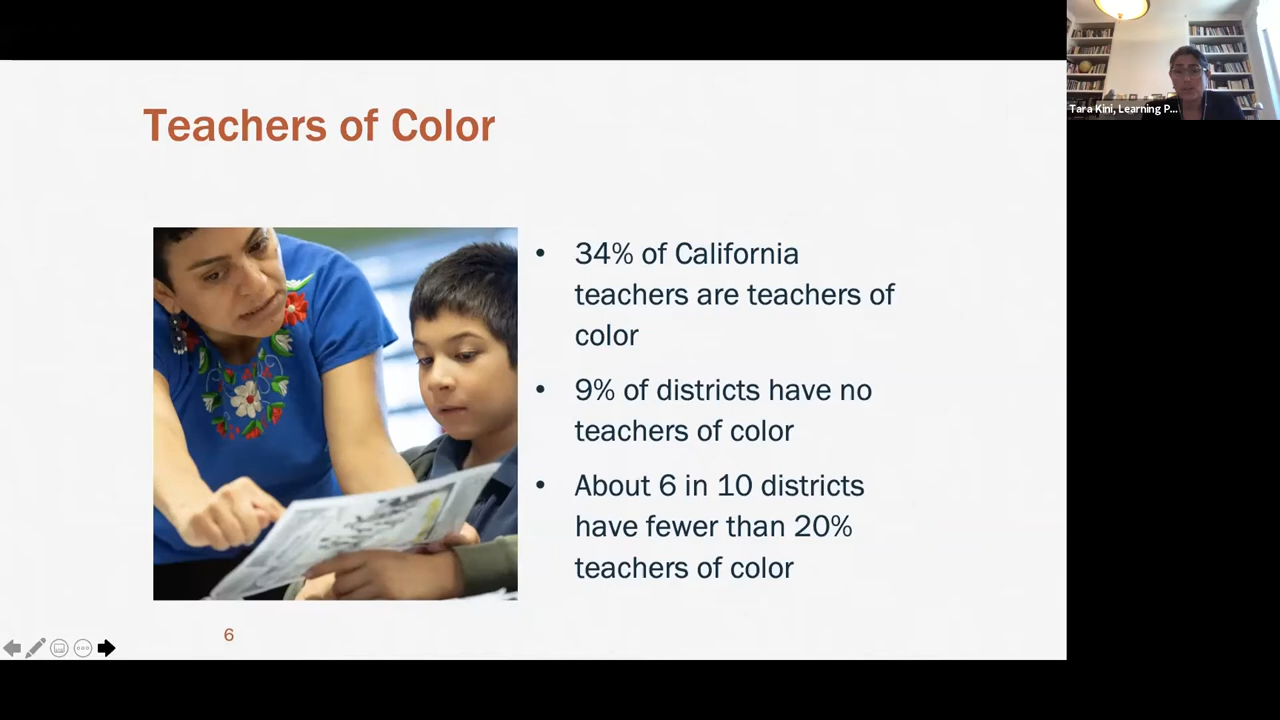 Teachers of Color
Tara Kini, Learning P...
• 34% of California
teachers are teachers of
color
• 9% of districts have no
teachers of color
• About 6 in 10 districts
have fewer than 20%
teachers of color
6